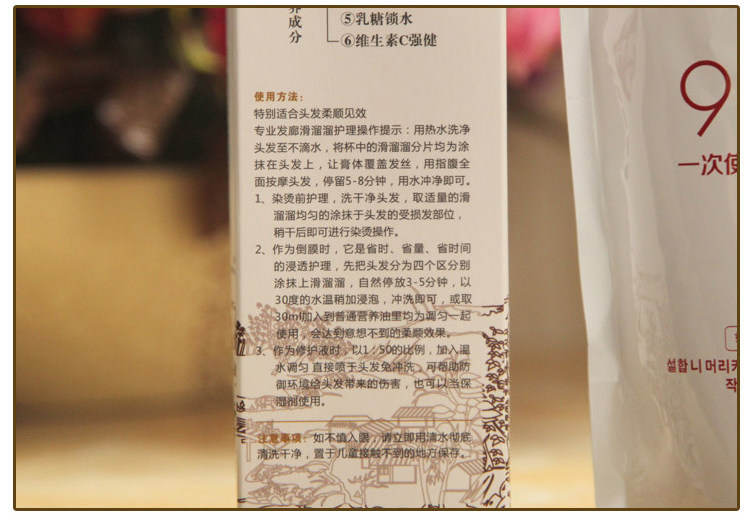 养
成
分
⑤乳糖锁水
⑥维生素C强健
使用方法：
特别适合头发柔顺见效
专业发廊滑溜溜护理操作提示：用热水洗净
头发至不滴水，将杯中的滑溜溜分片均为涂
抹在头发上，让膏体覆盖发丝，用指腹全
面按摩头发，停留5-8分钟，用水冲净即可。
1、染烫前护理，洗干净头发，取适量的滑
溜溜均匀的涂抹于头发的受损发部位，
稍干后即可进行染烫操作。
2、作为倒膜时，它是省时、省量、省时间
的浸透护理，先把头发分为四个区分别
涂抹上滑溜溜，自然停放3-5分钟，以
30度的水温稍加浸泡，冲洗即可，或取
30ml加入到普通营养油里均为调匀一起
使用，会达到意想不到的柔顺效果。
3、作为修护液时，以1：50的比例，加入温
水调匀 直接喷于头发免冲洗，可帮助防
御环境给头发带来的伤害，也可以当保
湿剂使用。
注意事项：如不慎入眼，请立即用清水彻底
清洗干净，置于儿童接触不到的地方保存。
9
一次使
설합니 머리카
작